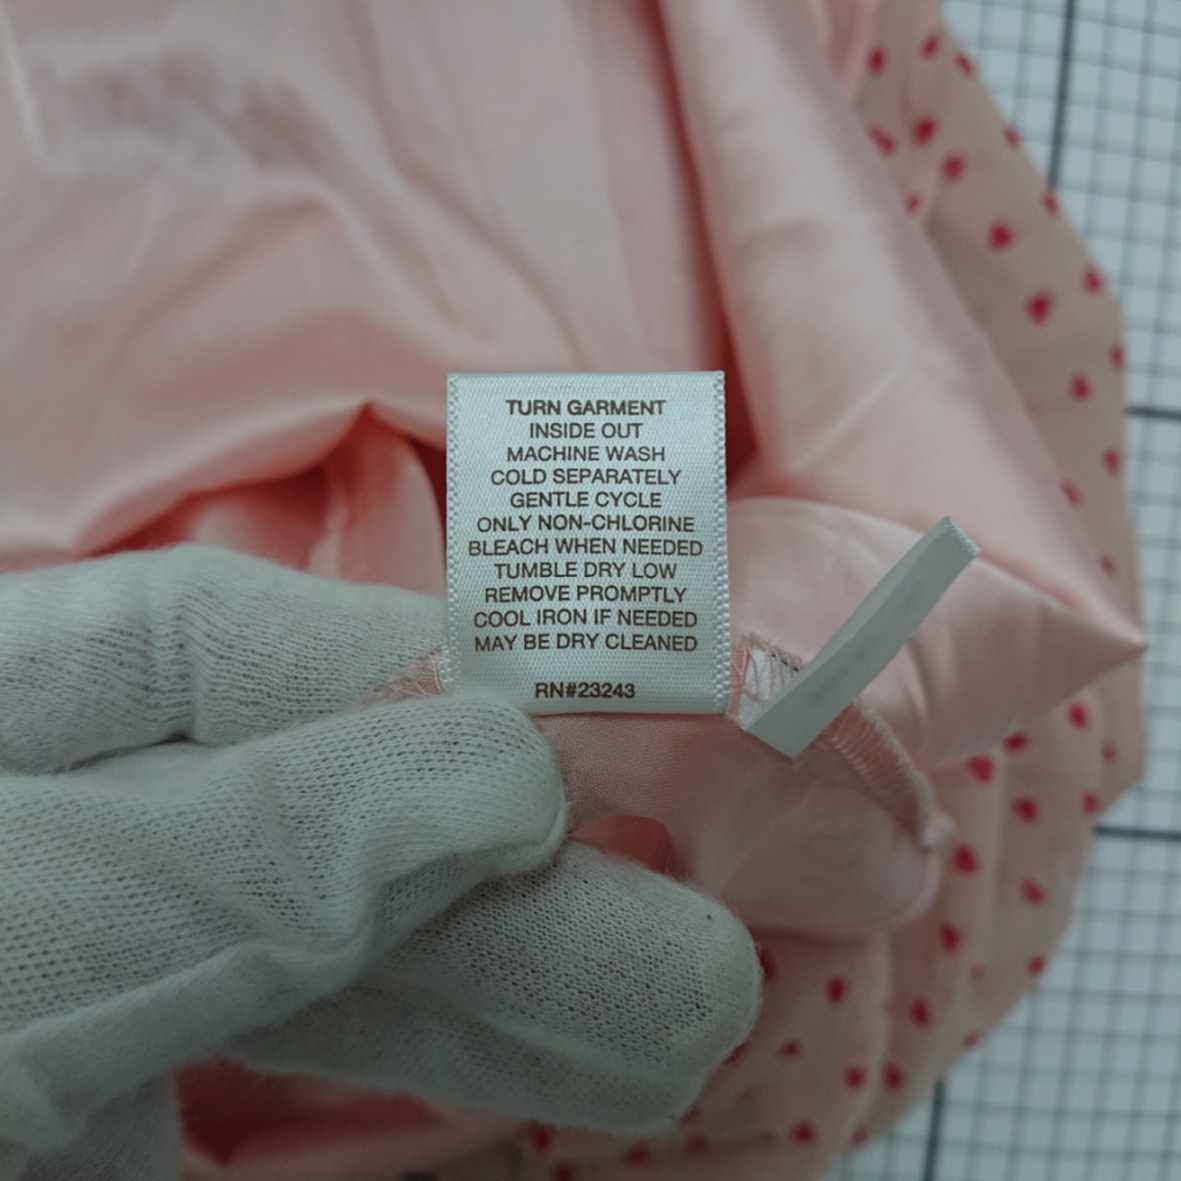 TURN GARMENT
INSIDE OUT
MACHINE WASH
COLD SEPARATELY
GENTLE CYCLE
ONLY NON-CHLORINE
BLEACH WHEN NEEDED
TUMBLE DRY LOW
REMOVE PROMPTLY
COOL IRON IF NEEDED
MAY BE DRY CLEANED
RN#23243